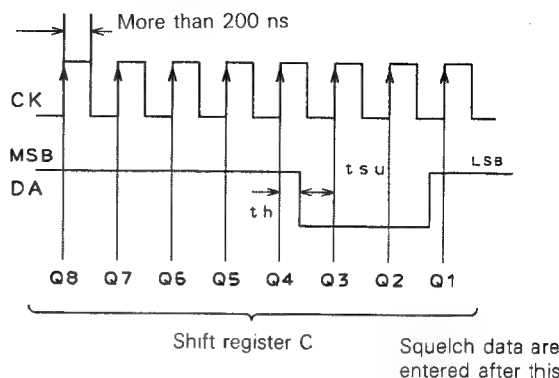 More than 200 ns
CK
MSB
LSB
DA
tsu
th
Q8 Q7 Q6 Q5 Q4 Q3 Q2 Q1
Shift register C
Squelch data are
entered after this